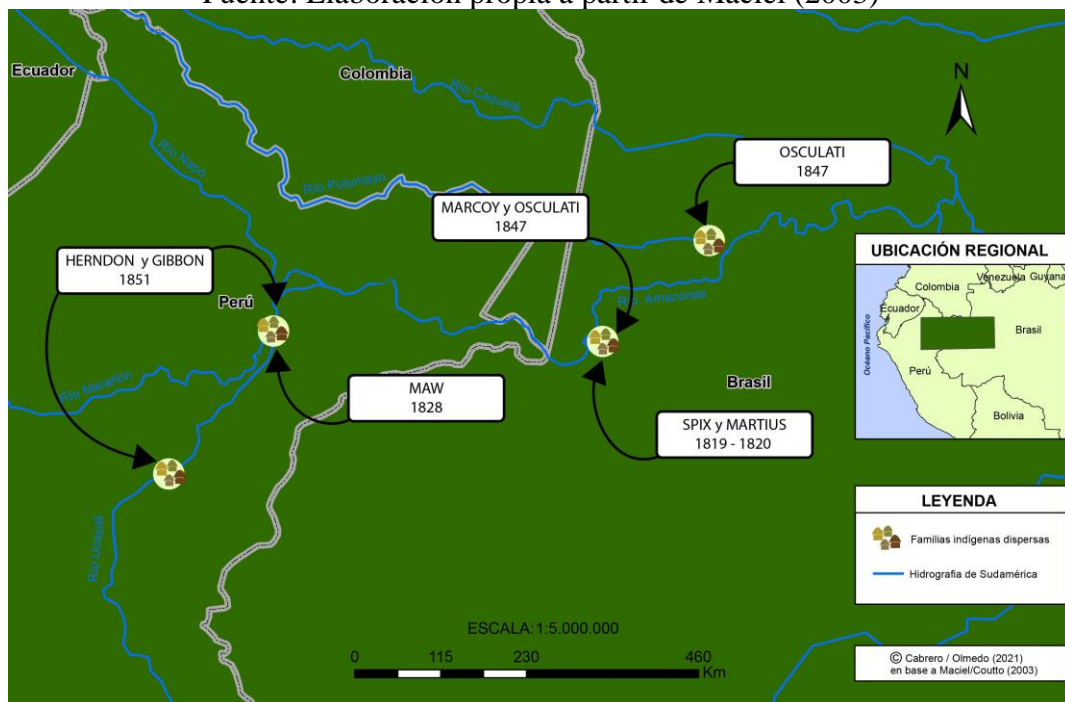 Fuente: Elaboración propia a partir de Maciel (2003)
Ecuador
Colombia
Río Caquetá
N
Río Napo
Río Putumayo
OSCULATI
1847
MARCOY y OSCULATI
1847
HERNDON y GIBBON
1851
Perú
Río Amazonas
Río Marañón
MAW
1828
Brasil
SPIX y MARTIUS
1819 - 1820
Río Ucayali
UBICACIÓN REGIONAL
Venezuela
Guyana
Colombia
Ecuador
Brasil
Océano Pacífico
Perú
Bolivia
LEYENDA
Familias indígenas dispersas
Hidrografía de Sudamérica
ESCALA: 1:5.000.000
0 115 230 460
Km
© Cabrero / Olmedo (2021)
en base a Maciel/Coutto (2003)